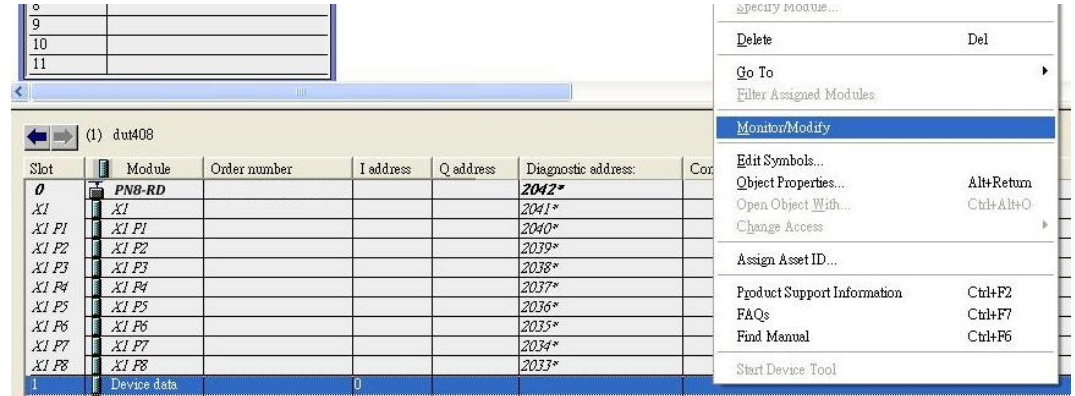 8
9
10
11
Specify Module...
Delete Del
Go To
Filter Assigned Modules
Monitor/Modify
Edit Symbols...
Object Properties... Alt+Return
Open Object With... Ctrl+Alt+O
Change Access
Assign Asset ID...
Product Support Information Ctrl+F2
FAQs Ctrl+F7
Find Manual Ctrl+F6
Start Device Tool
(1) dut408
Slot Module Order number I address Q address Diagnostic address: Con
0 PN8-RD 2042*
X1 X1 2041*
X1 P1 X1 P1 2040*
X1 P2 X1 P2 2039*
X1 P3 X1 P3 2038*
X1 P4 X1 P4 2037*
X1 P5 X1 P5 2036*
X1 P6 X1 P6 2035*
X1 P7 X1 P7 2034*
X1 P8 X1 P8 2033*
1 Device data 0